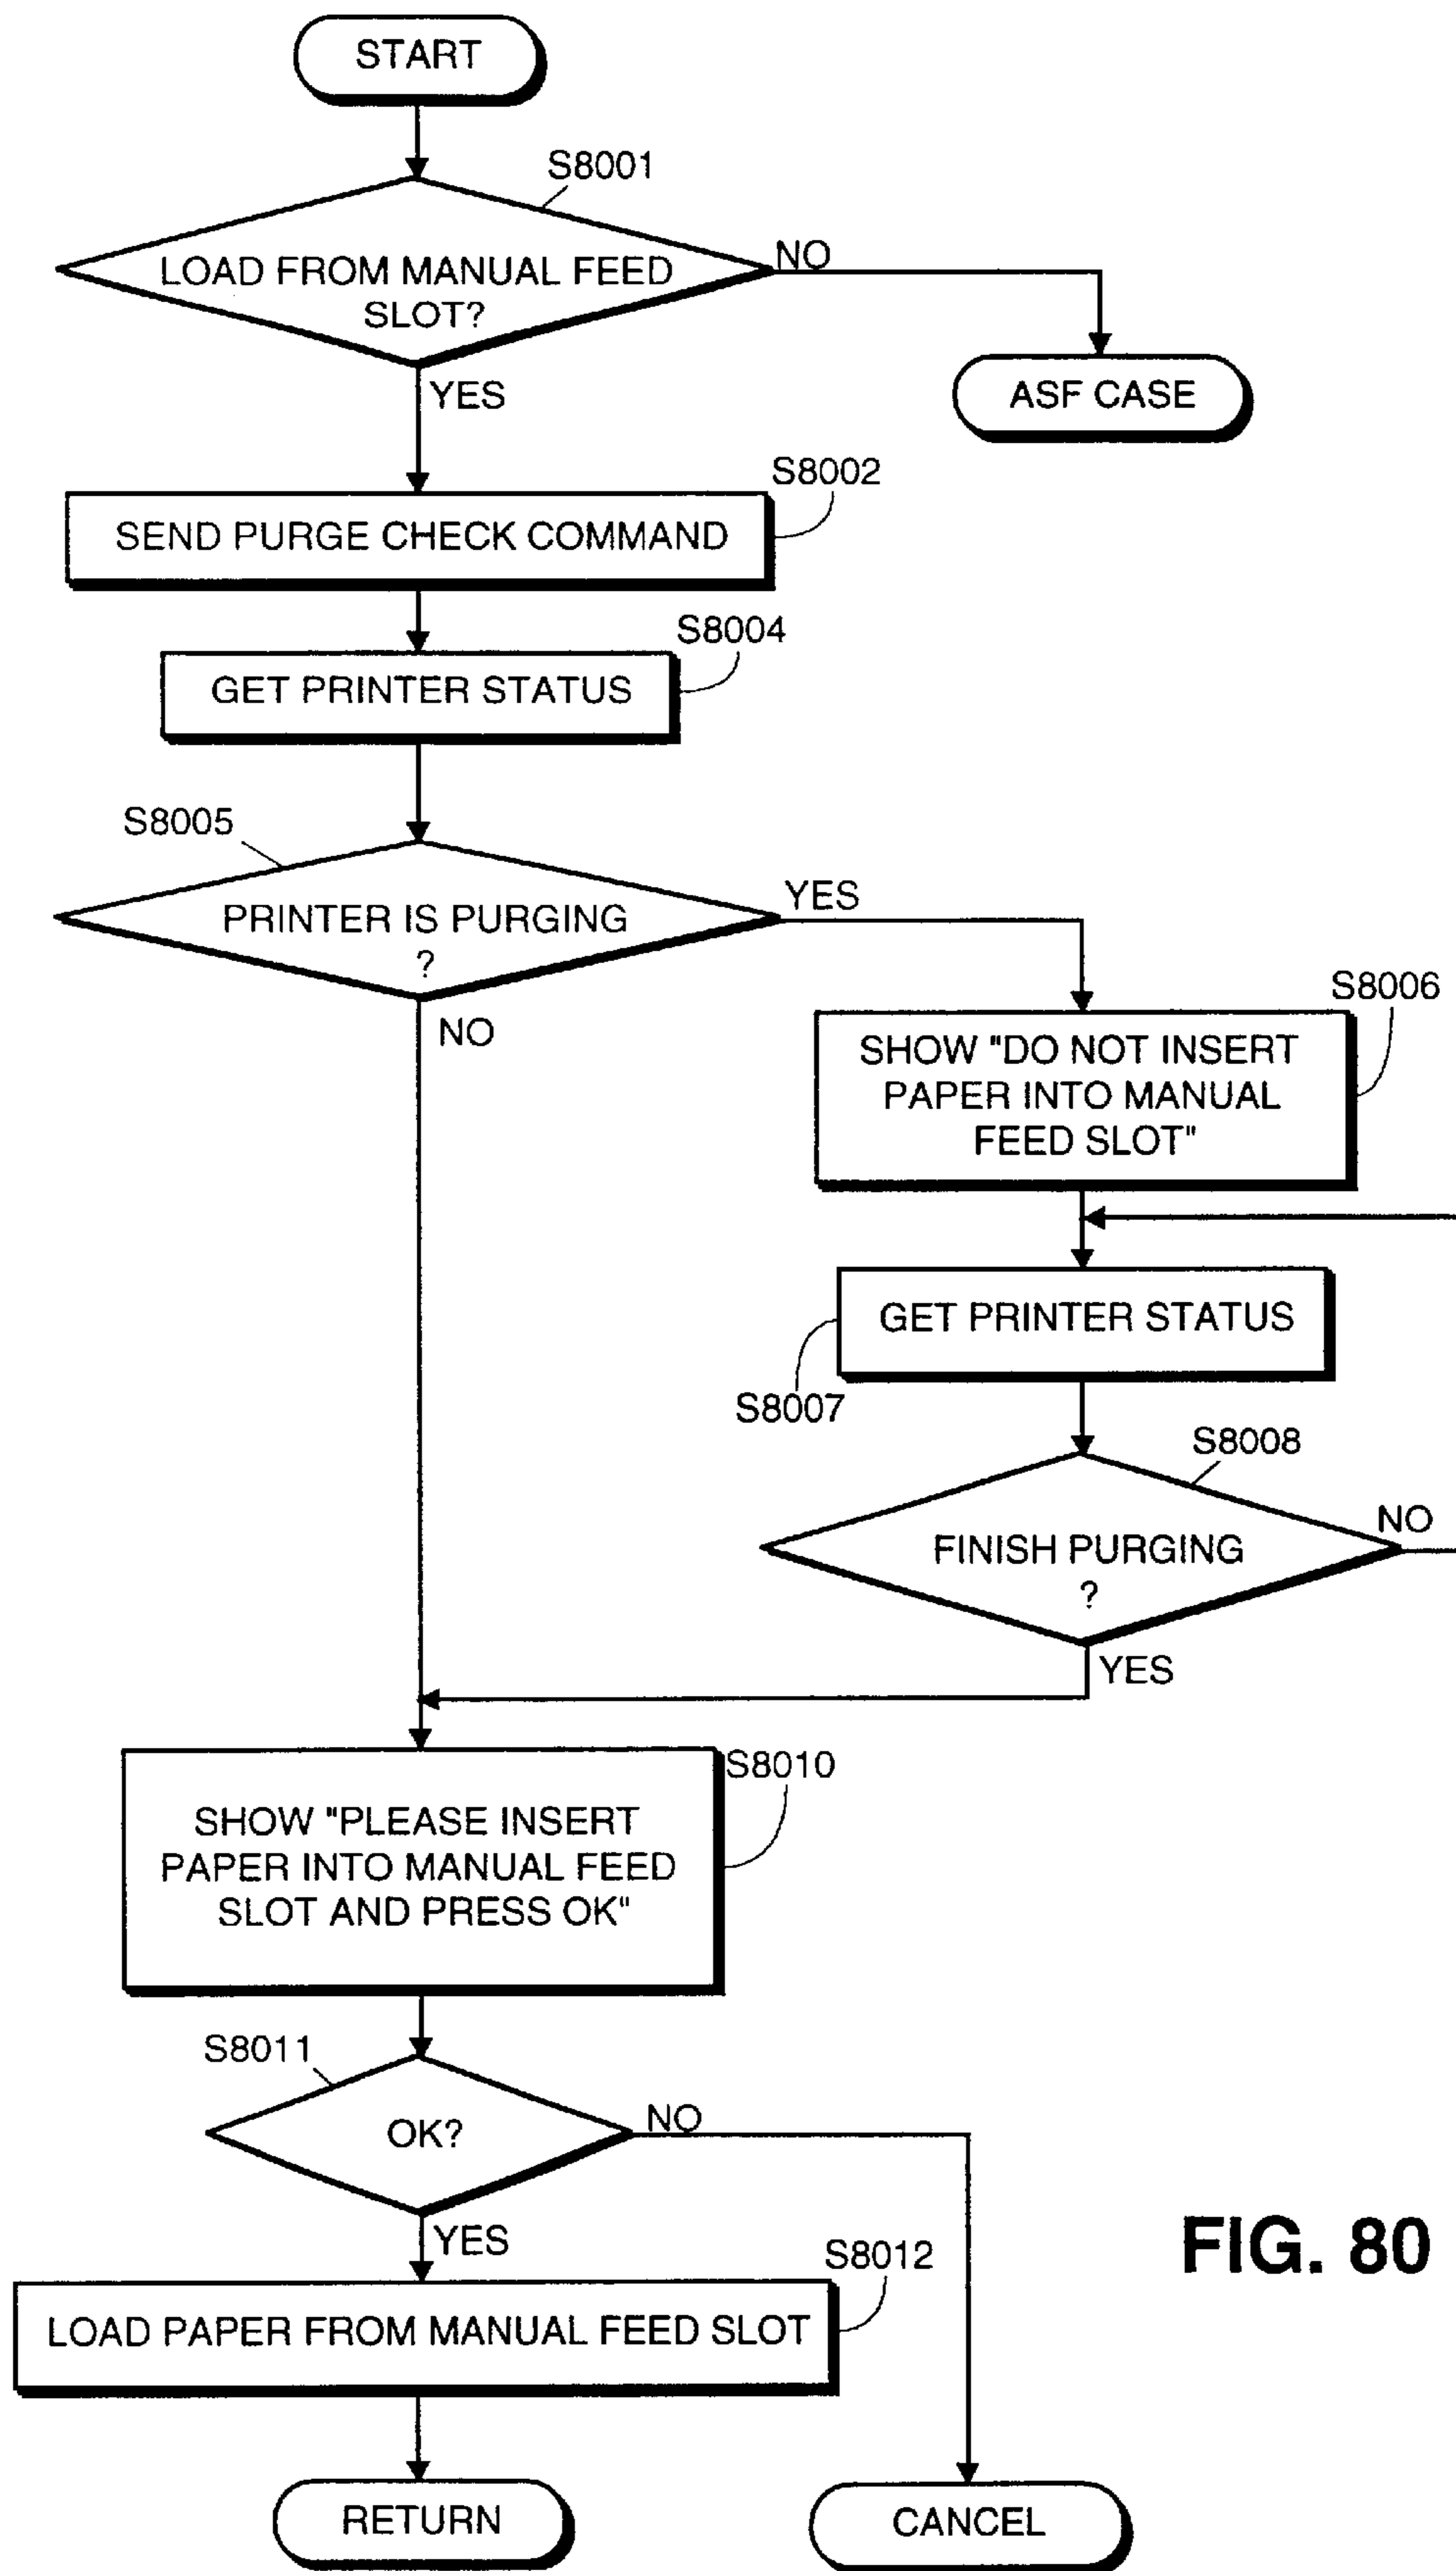 START
S8001
LOAD FROM MANUAL FEED
SLOT?
NO
YES
ASF CASE
S8002
SEND PURGE CHECK COMMAND
S8004
GET PRINTER STATUS
S8005
PRINTER IS PURGING
?
YES
NO
S8006
SHOW "DO NOT INSERT
PAPER INTO MANUAL
FEED SLOT"
GET PRINTER STATUS
S8007
S8008
FINISH PURGING
?
NO
YES
S8010
SHOW "PLEASE INSERT
PAPER INTO MANUAL FEED
SLOT AND PRESS OK"
S8011
OK?
NO
YES
S8012
LOAD PAPER FROM MANUAL FEED SLOT
FIG. 80
RETURN
CANCEL